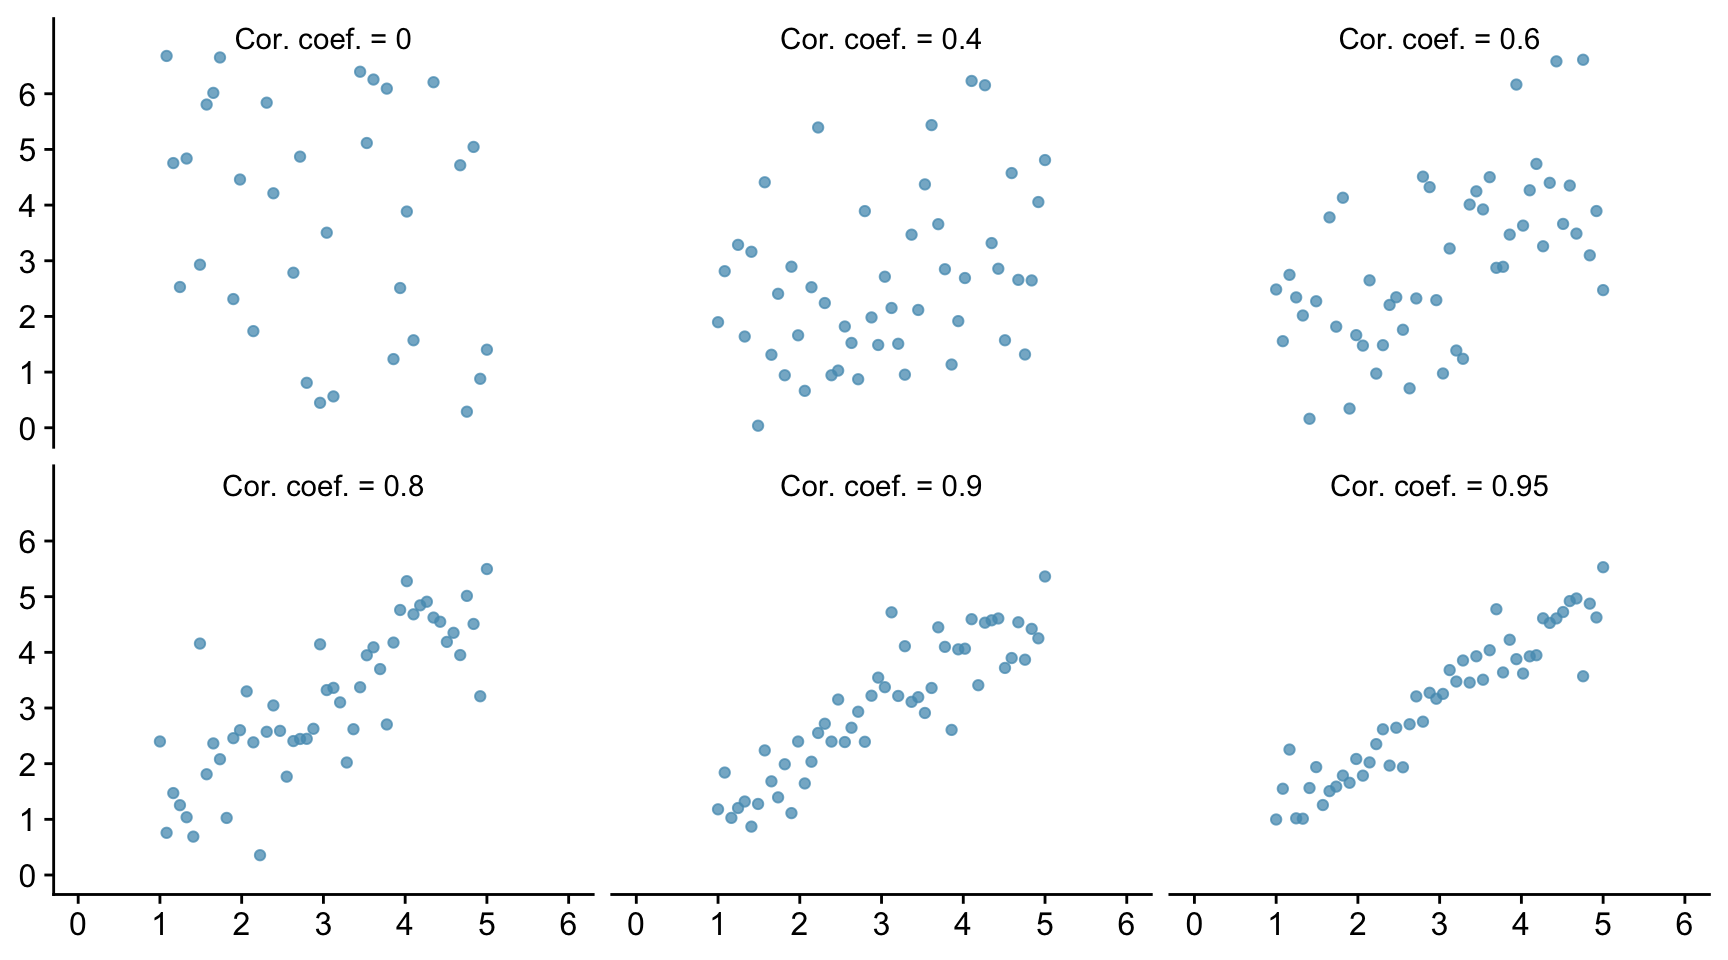 Cor. coef. = 0
Cor. coef. = 0.4
Cor. coef. = 0.6
6
5
4
3
2
1
0
Cor. coef. = 0.8
Cor. coef. = 0.9
Cor. coef. = 0.95
6
5
4
3
2
1
0
0 1 2 3 4 5 6
0 1 2 3 4 5 6
0 1 2 3 4 5 6